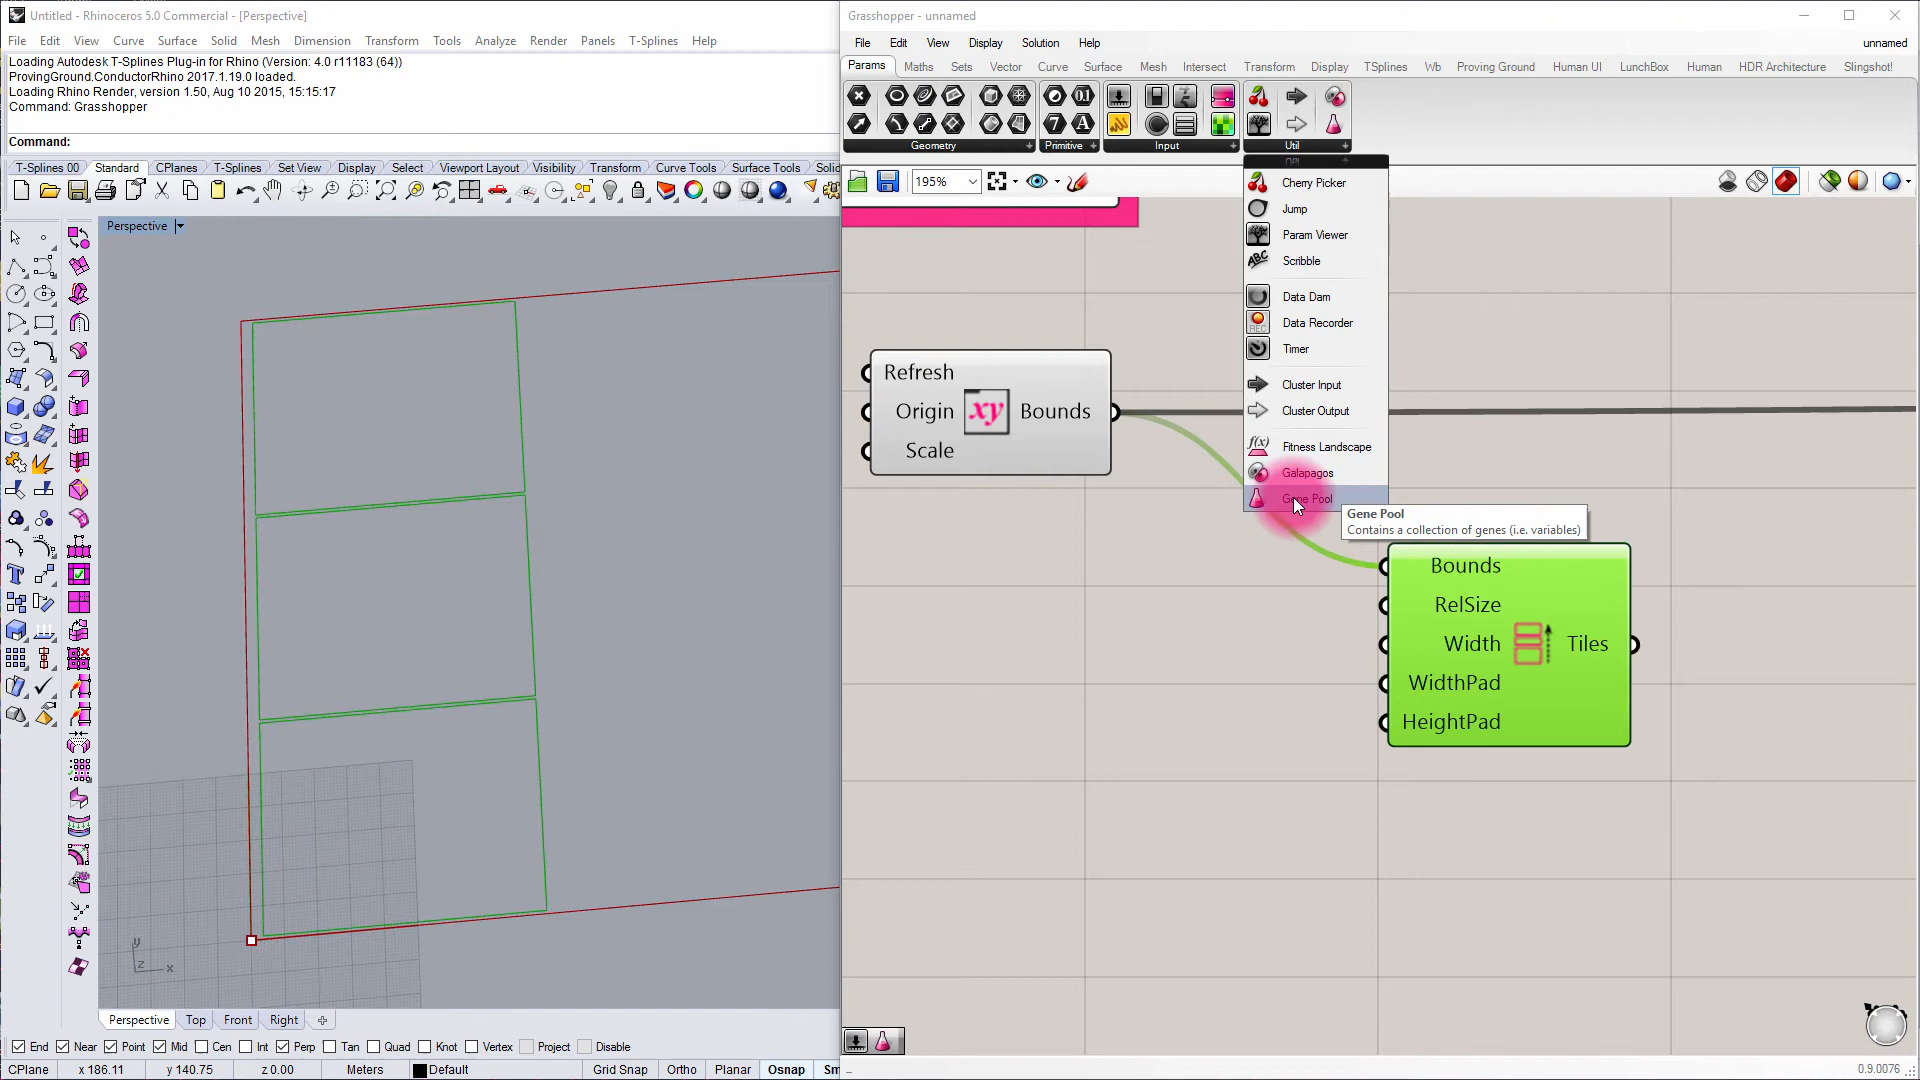 Untitled - Rhinoceros 5.0 Commercial - [Perspective]
File Edit View Curve Surface Solid Mesh Dimension Transform Tools Analyze Render Panels T-Splines Help
Loading Autodesk T-Splines Plug-in for Rhino (Version: 4.0 r11183 (64))
ProvingGround.ConductorRhino 2017.1.19.0 loaded.
Loading Rhino Render, version 1.50, Aug 10 2015, 15:15:17
Command: Grasshopper
Command:
T-Splines 00 Standard CPlanes T-Splines Set View Display Select Viewport Layout Visibility Transform Curve Tools Surface Tools
Perspective
y
z x
Perspective Top Front Right
End Near Point Mid Cen Int Perp Tan Quad Knot Vertex Project Disable
CPlane x 186.11 y 140.75 z 0.00 Meters Default Grid Snap Ortho Planar Osnap
Grasshopper - unnamed
File Edit View Display Solution Help unnamed
Params Maths Sets Vector Curve Surface Mesh Intersect Transform Display TSplines Wb Proving Ground Human UI LunchBox Human HDR Architecture Slingshot!
Geometry Primitive Input Util
195%
Cherry Picker
Jump
Param Viewer
Scribble
Data Dam
Data Recorder
Timer
Cluster Input
Cluster Output
Fitness Landscape
Galapagos
Gene Pool
Gene Pool
Contains a collection of genes (i.e. variables)
Refresh
Origin xy Bounds
Scale
Bounds
RelSize
Width Tiles
WidthPad
HeightPad
0.9.0076